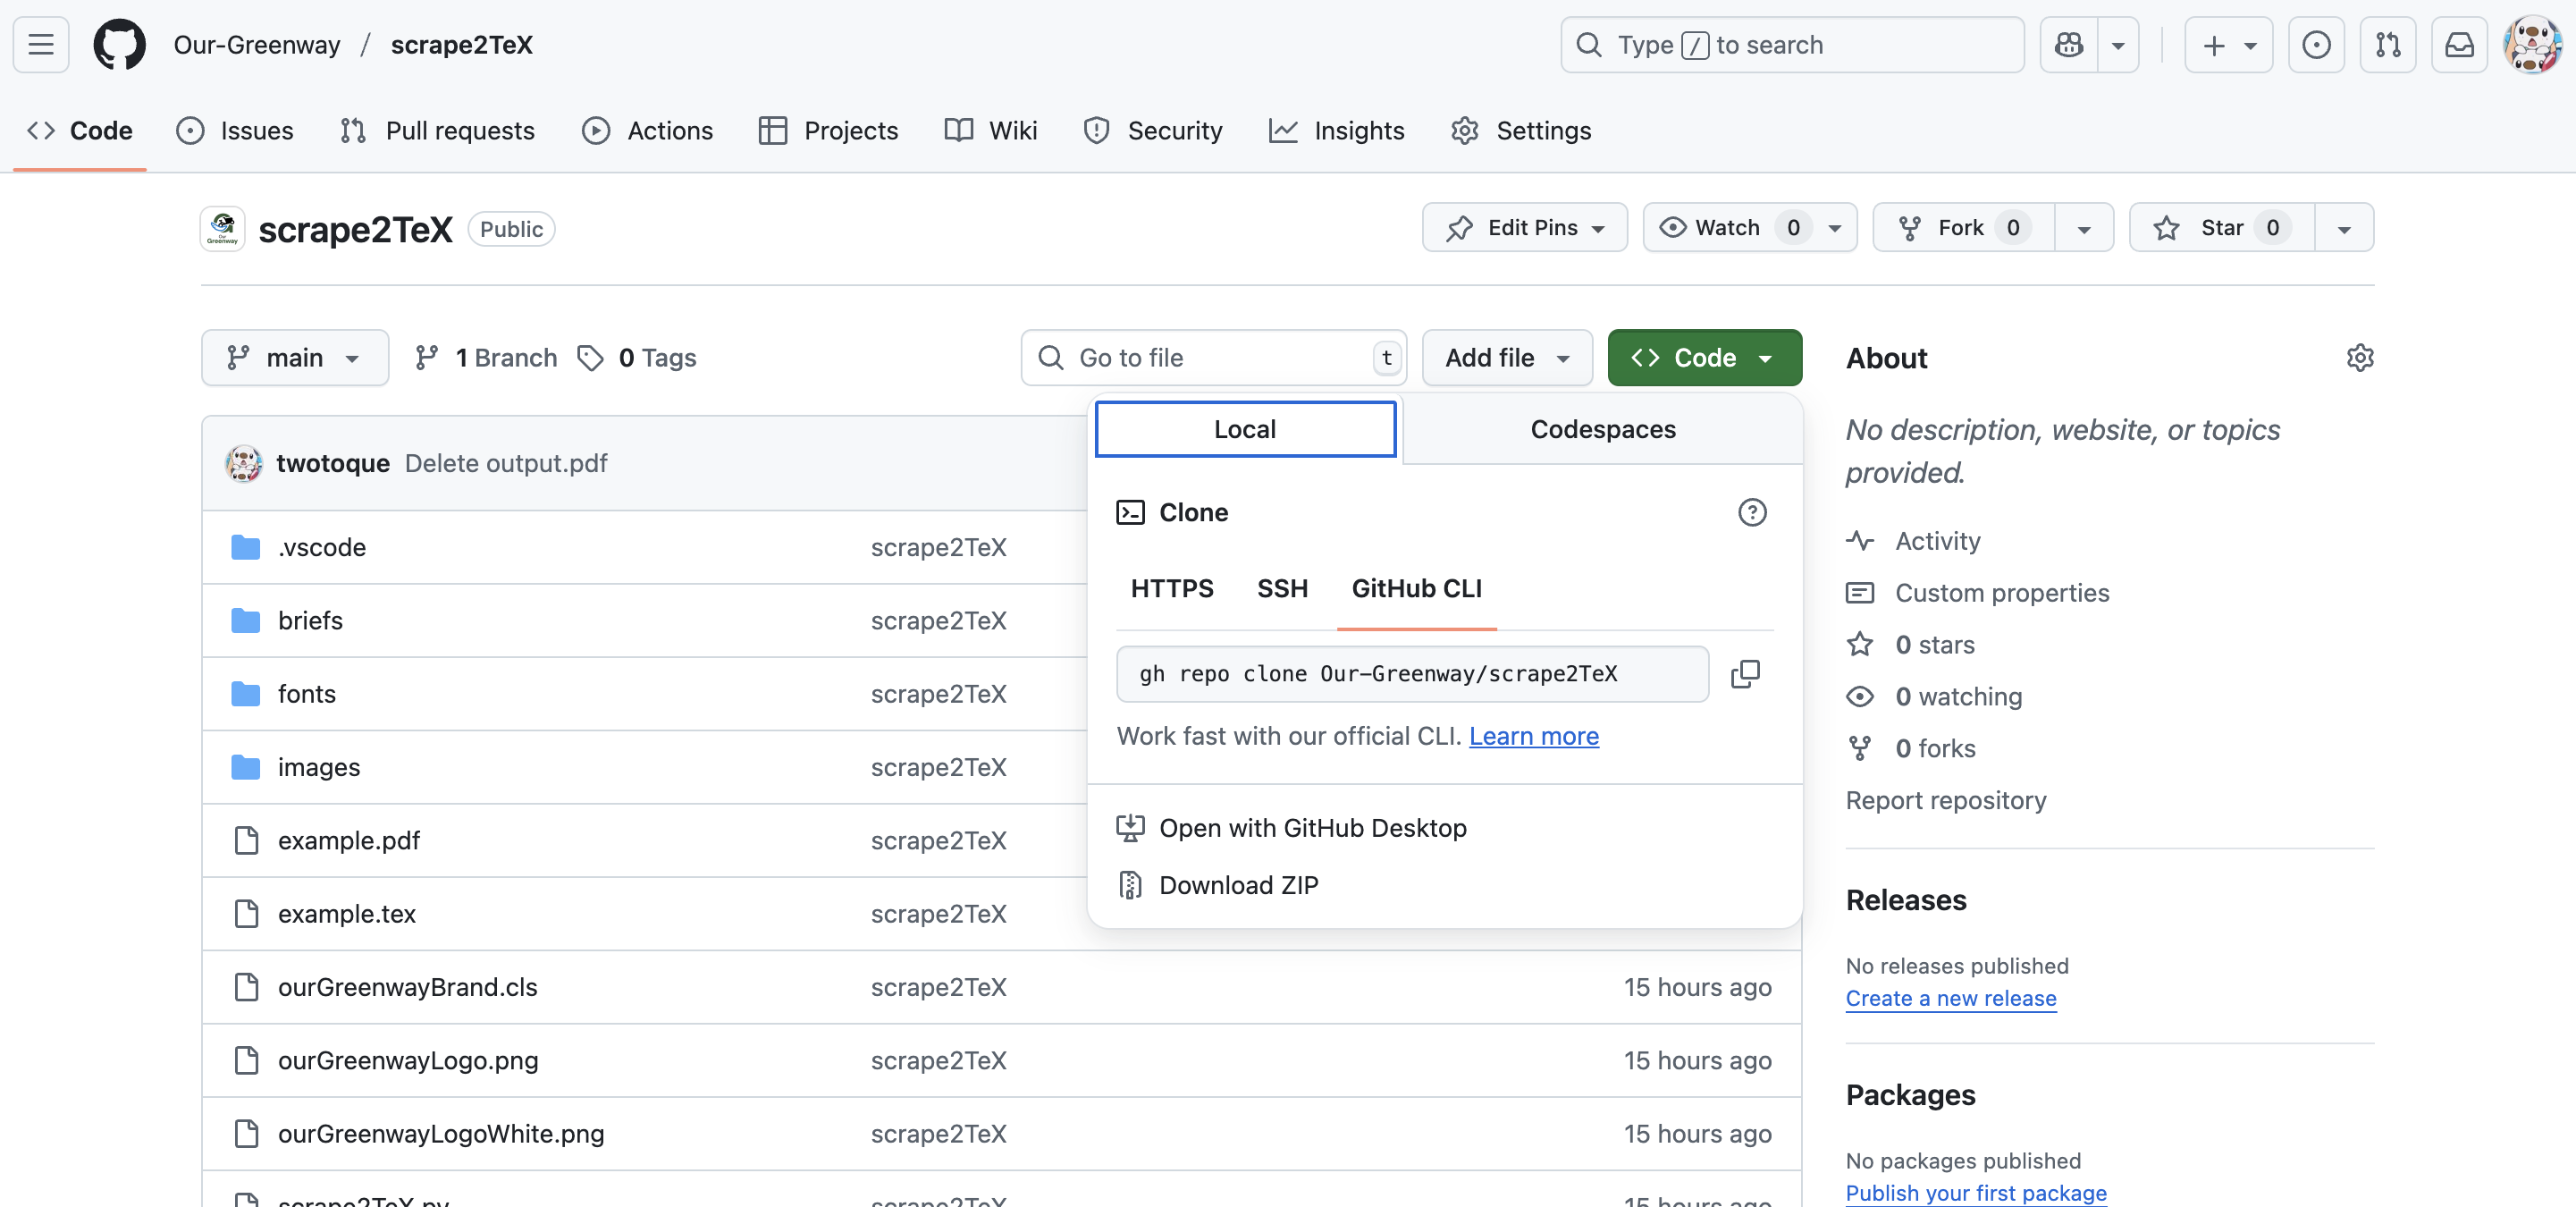 Our-Greenway / scrape2TeX
Type / to search
Code
Issues
Pull requests
Actions
Projects
Wiki
Security
Insights
Settings
scrape2TeX Public
Edit Pins
Watch 0
Fork 0
Star 0
main
1 Branch
0 Tags
Go to file t
Add file
Code
twotoque Delete output.pdf
.vscode scrape2TeX
briefs scrape2TeX
fonts scrape2TeX
images scrape2TeX
example.pdf scrape2TeX
example.tex scrape2TeX
ourGreenwayBrand.cls scrape2TeX 15 hours ago
ourGreenwayLogo.png scrape2TeX 15 hours ago
ourGreenwayLogoWhite.png scrape2TeX 15 hours ago
scrape2TeX.py scrape2TeX 15 hours ago
Local
Codespaces
Clone
HTTPS
SSH
GitHub CLI
gh repo clone Our-Greenway/scrape2TeX
Work fast with our official CLI. Learn more
Open with GitHub Desktop
Download ZIP
About
No description, website, or topics
provided.
Activity
Custom properties
0 stars
0 watching
0 forks
Report repository
Releases
No releases published
Create a new release
Packages
No packages published
Publish your first package